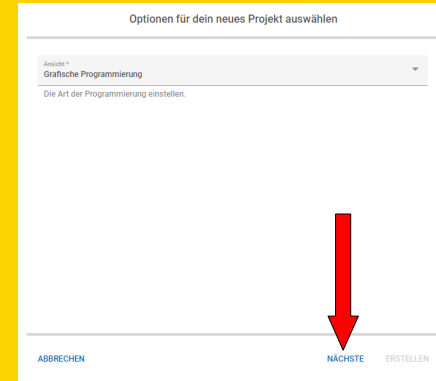 Optionen für dein neues Projekt auswählen
Ansicht *
Grafische Programmierung
Die Art der Programmierung einstellen.
ABBRECHEN NÄCHSTE ERSTELLEN